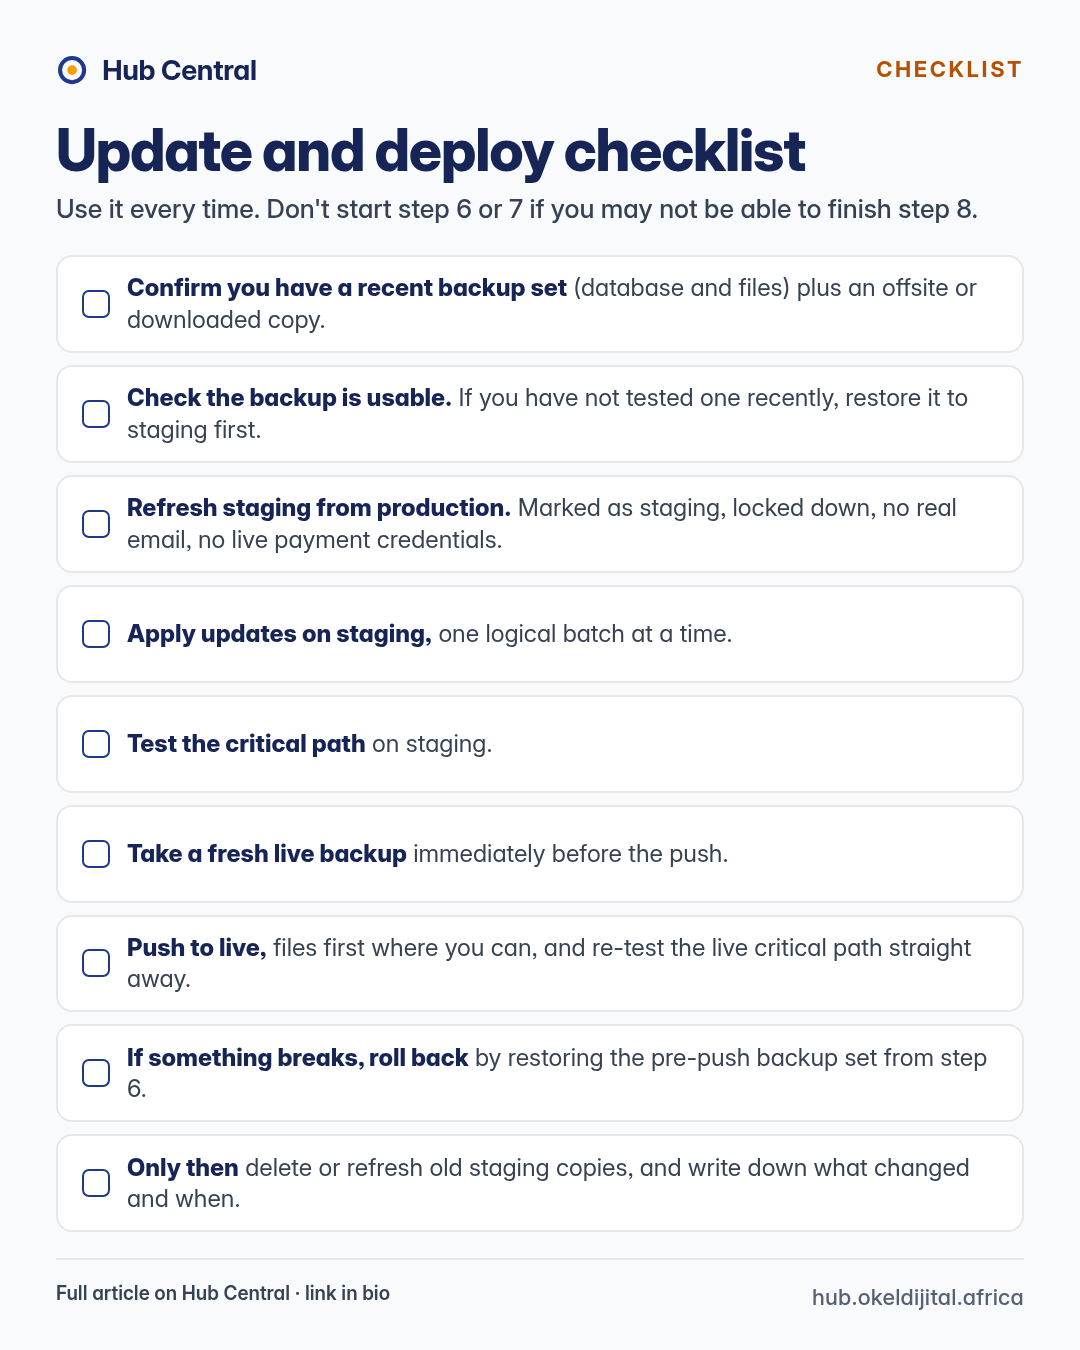 Hub Central
CHECKLIST
Update and deploy checklist
Use it every time. Don't start step 6 or 7 if you may not be able to finish step 8.
Confirm you have a recent backup set (database and files) plus an offsite or
downloaded copy.
Check the backup is usable. If you have not tested one recently, restore it to
staging first.
Refresh staging from production. Marked as staging, locked down, no real
email, no live payment credentials.
Apply updates on staging, one logical batch at a time.
Test the critical path on staging.
Take a fresh live backup immediately before the push.
Push to live, files first where you can, and re-test the live critical path straight
away.
If something breaks, roll back by restoring the pre-push backup set from step
6.
Only then delete or refresh old staging copies, and write down what changed
and when.
Full article on Hub Central · link in bio
hub.okeldijital.africa